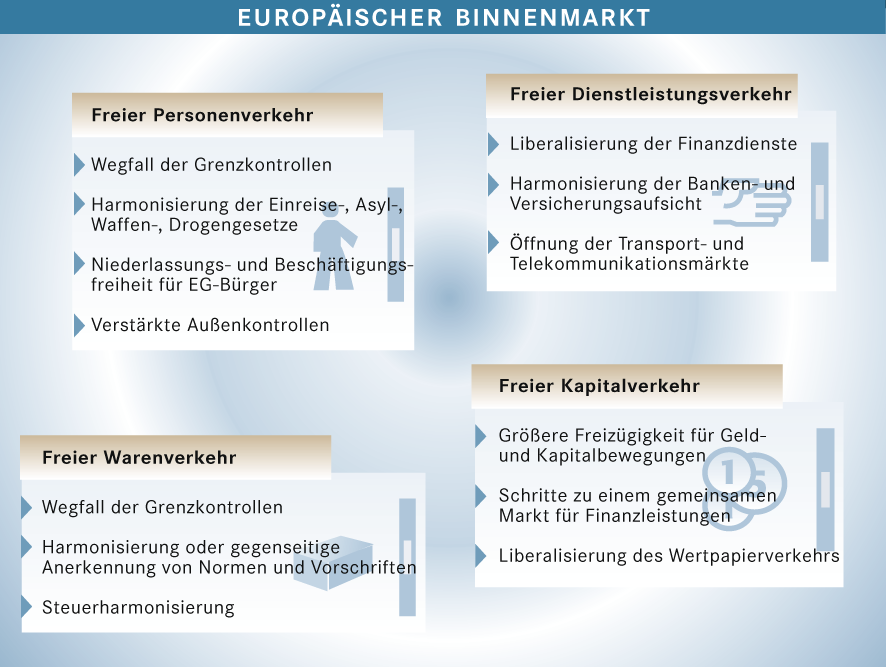 EUROPÄISCHER BINNENMARKT
Freier Personenverkehr
Wegfall der Grenzkontrollen
Harmonisierung der Einreise-, Asyl-,
Waffen-, Drogengesetze
Niederlassungs- und Beschäftigungs-
freiheit für EG-Bürger
Verstärkte Außenkontrollen
Freier Dienstleistungsverkehr
Liberalisierung der Finanzdienste
Harmonisierung der Banken- und
Versicherungsaufsicht
Öffnung der Transport- und
Telekommunikationsmärkte
Freier Warenverkehr
Wegfall der Grenzkontrollen
Harmonisierung oder gegenseitige
Anerkennung von Normen und Vorschriften
Steuerharmonisierung
Freier Kapitalverkehr
Größere Freizügigkeit für Geld-
und Kapitalbewegungen
Schritte zu einem gemeinsamen
Markt für Finanzleistungen
Liberalisierung des Wertpapierverkehrs
1
5